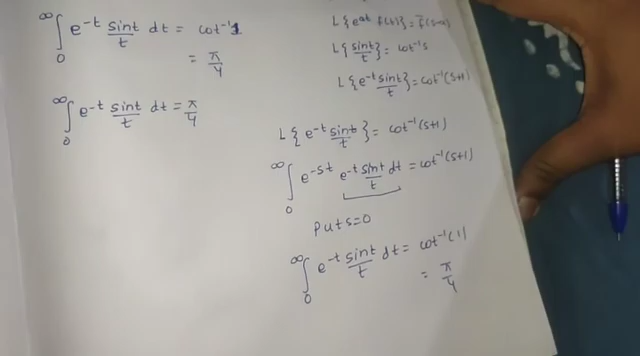 ∞∫0 e^-t sint/t dt = cot^-1 1
= π/4
∞∫0 e^-t sint/t dt = π/4
L{e^at f(t)} = f̄(s-a)
L{sint/t} = cot^-1 s
L{e^-t sint/t} = cot^-1(s+1)
L{e^-t sint/t} = cot^-1(s+1)
∞∫0 e^-st e^-t sint/t dt = cot^-1(s+1)
Put s=0
∞∫0 e^-t sint/t dt = cot^-1(1)
= π/4